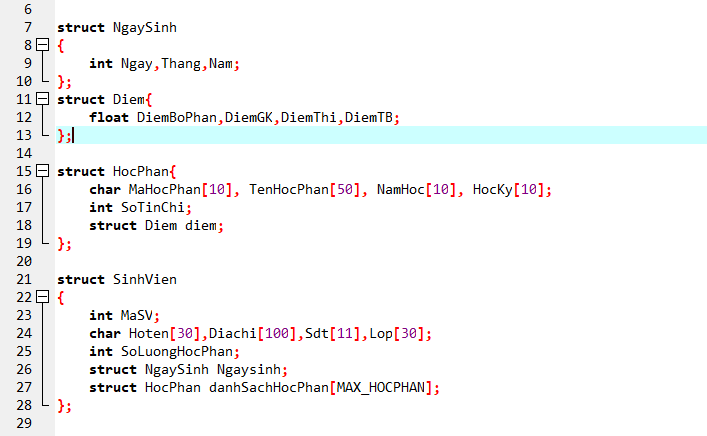 6
7 struct NgaySinh
8 {
9 int Ngay,Thang,Nam;
10 };
11 struct Diem{
12 float DiemBoPhan,DiemGK,DiemThi,DiemTB;
13 };
14
15 struct HocPhan{
16 char MaHocPhan[10], TenHocPhan[50], NamHoc[10], HocKy[10];
17 int SoTinChi;
18 struct Diem diem;
19 };
20
21 struct SinhVien
22 {
23 int MaSV;
24 char Hoten[30],Diachi[100],Sdt[11],Lop[30];
25 int SoLuongHocPhan;
26 struct NgaySinh Ngaysinh;
27 struct HocPhan danhSachHocPhan[MAX_HOCPHAN];
28 };
29